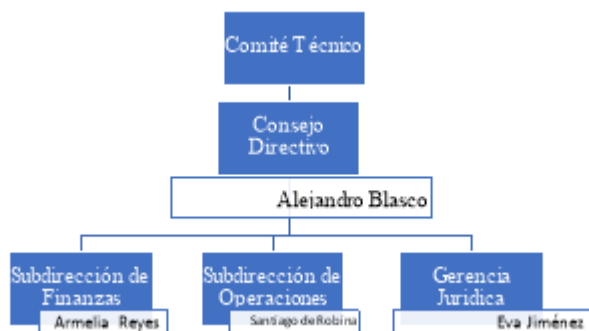 Comité Técnico
Consejo
Directivo
Alejandro Blasco
Subdirección de
Finanzas
Armelia Reyes
Subdirección de
Operaciones
Santiago de Robina
Gerencia
Juridica
Eva Jiménez